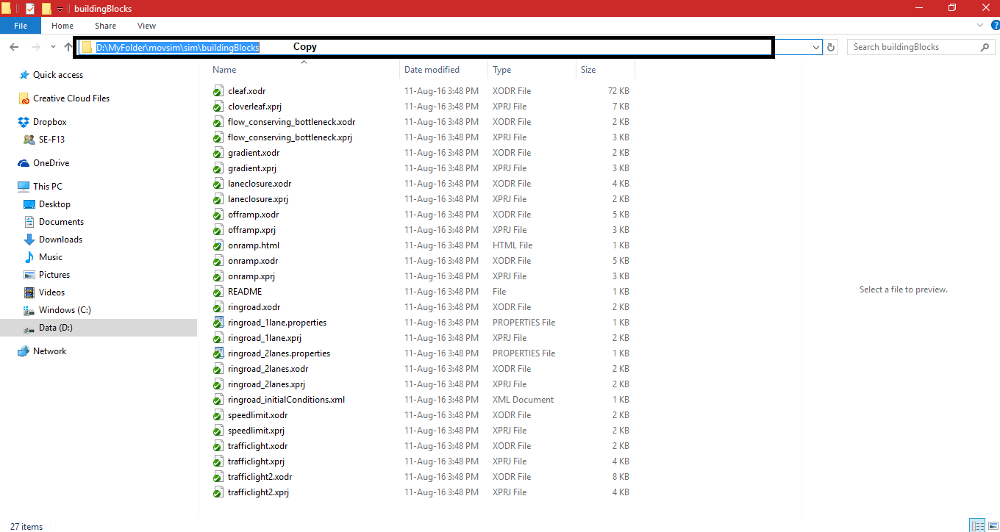 buildingBlocks
File Home Share View
D:\MyFolder\movsim\sim\buildingBlocks Copy Search buildingBlocks
Quick access
Creative Cloud Files
Dropbox
SE-F13
OneDrive
This PC
Desktop
Documents
Downloads
Music
Pictures
Videos
Windows (C:)
Data (D:)
Network
Name Date modified Type Size
cleaf.xodr 11-Aug-16 3:48 PM XODR File 72 KB
cloverleaf.xprj 11-Aug-16 3:48 PM XPRJ File 7 KB
flow_conserving_bottleneck.xodr 11-Aug-16 3:48 PM XODR File 2 KB
flow_conserving_bottleneck.xprj 11-Aug-16 3:48 PM XPRJ File 3 KB
gradient.xodr 11-Aug-16 3:48 PM XODR File 2 KB
gradient.xprj 11-Aug-16 3:48 PM XPRJ File 3 KB
laneclosure.xodr 11-Aug-16 3:48 PM XODR File 4 KB
laneclosure.xprj 11-Aug-16 3:48 PM XPRJ File 2 KB
offramp.xodr 11-Aug-16 3:48 PM XODR File 5 KB
offramp.xprj 11-Aug-16 3:48 PM XPRJ File 3 KB
onramp.html 11-Aug-16 3:48 PM HTML File 1 KB
onramp.xodr 11-Aug-16 3:48 PM XODR File 5 KB
onramp.xprj 11-Aug-16 3:48 PM XPRJ File 3 KB
README 11-Aug-16 3:48 PM File 1 KB
ringroad.xodr 11-Aug-16 3:48 PM XODR File 2 KB
ringroad_1lane.properties 11-Aug-16 3:48 PM PROPERTIES File 1 KB
ringroad_1lane.xprj 11-Aug-16 3:48 PM XPRJ File 2 KB
ringroad_2lanes.properties 11-Aug-16 3:48 PM PROPERTIES File 1 KB
ringroad_2lanes.xodr 11-Aug-16 3:48 PM XODR File 2 KB
ringroad_2lanes.xprj 11-Aug-16 3:48 PM XPRJ File 2 KB
ringroad_initialConditions.xml 11-Aug-16 3:48 PM XML Document 1 KB
speedlimit.xodr 11-Aug-16 3:48 PM XODR File 2 KB
speedlimit.xprj 11-Aug-16 3:48 PM XPRJ File 2 KB
trafficlight.xodr 11-Aug-16 3:48 PM XODR File 2 KB
trafficlight.xprj 11-Aug-16 3:48 PM XPRJ File 4 KB
trafficlight2.xodr 11-Aug-16 3:48 PM XODR File 8 KB
trafficlight2.xprj 11-Aug-16 3:48 PM XPRJ File 4 KB
Select a file to preview.
27 items